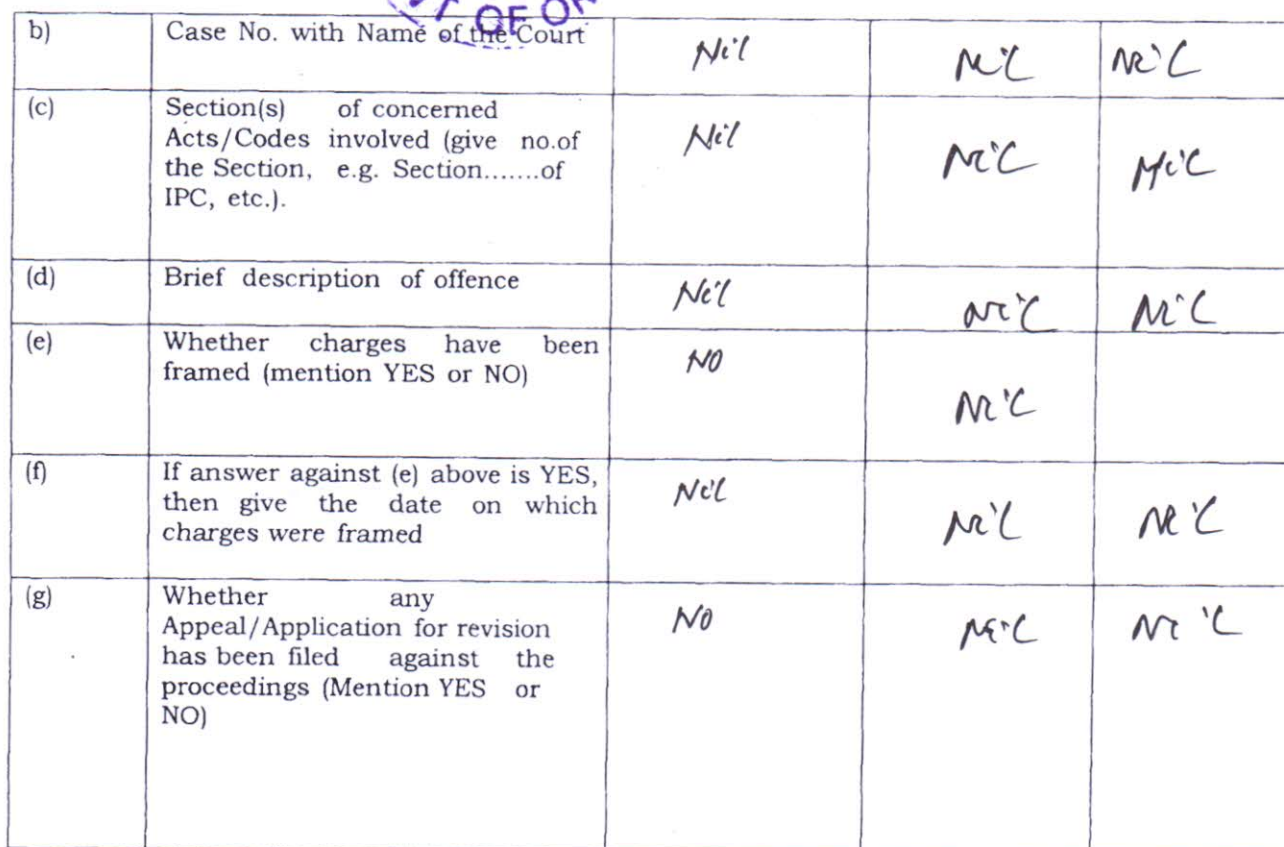 OF
b) Case No. with Name of the Court Nil Nil Nil
(c) Section(s) of concerned
Acts/Codes involved (give no.of
the Section, e.g. Section.......of
IPC, etc.).
Nil Nil Nil
(d) Brief description of offence Nil Nil Nil
(e) Whether charges have been
framed (mention YES or NO)
NO Nil
(f) If answer against (e) above is YES,
then give the date on which
charges were framed
Nil Nil Nil
(g) Whether any
Appeal/Application for revision
has been filed against the
proceedings (Mention YES or
NO)
NO Nil Nil